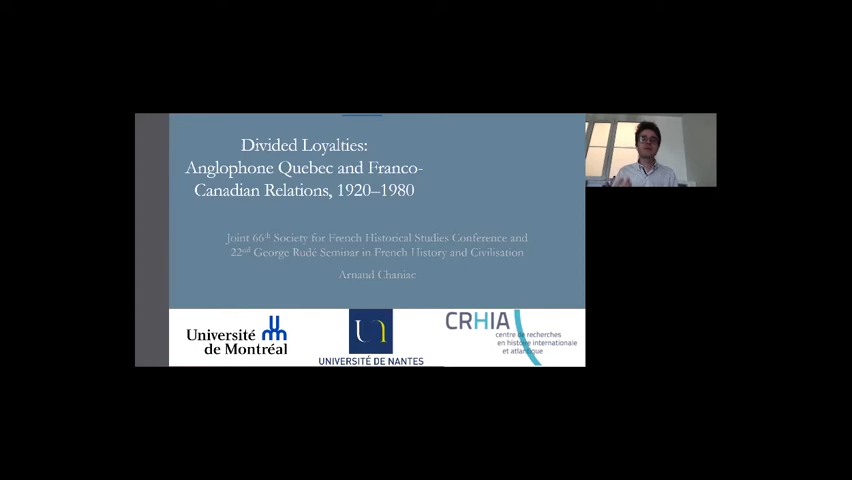 Divided Loyalties:
Anglophone Quebec and Franco-
Canadian Relations, 1920–1980
Joint 66th Society for French Historical Studies Conference and
22nd George Rudé Seminar in French History and Civilisation
Arnaud Chaniac
Université
de Montréal
UNIVERSITÉ DE NANTES
CRHIA
centre de recherches
en histoire internationale
et atlantique